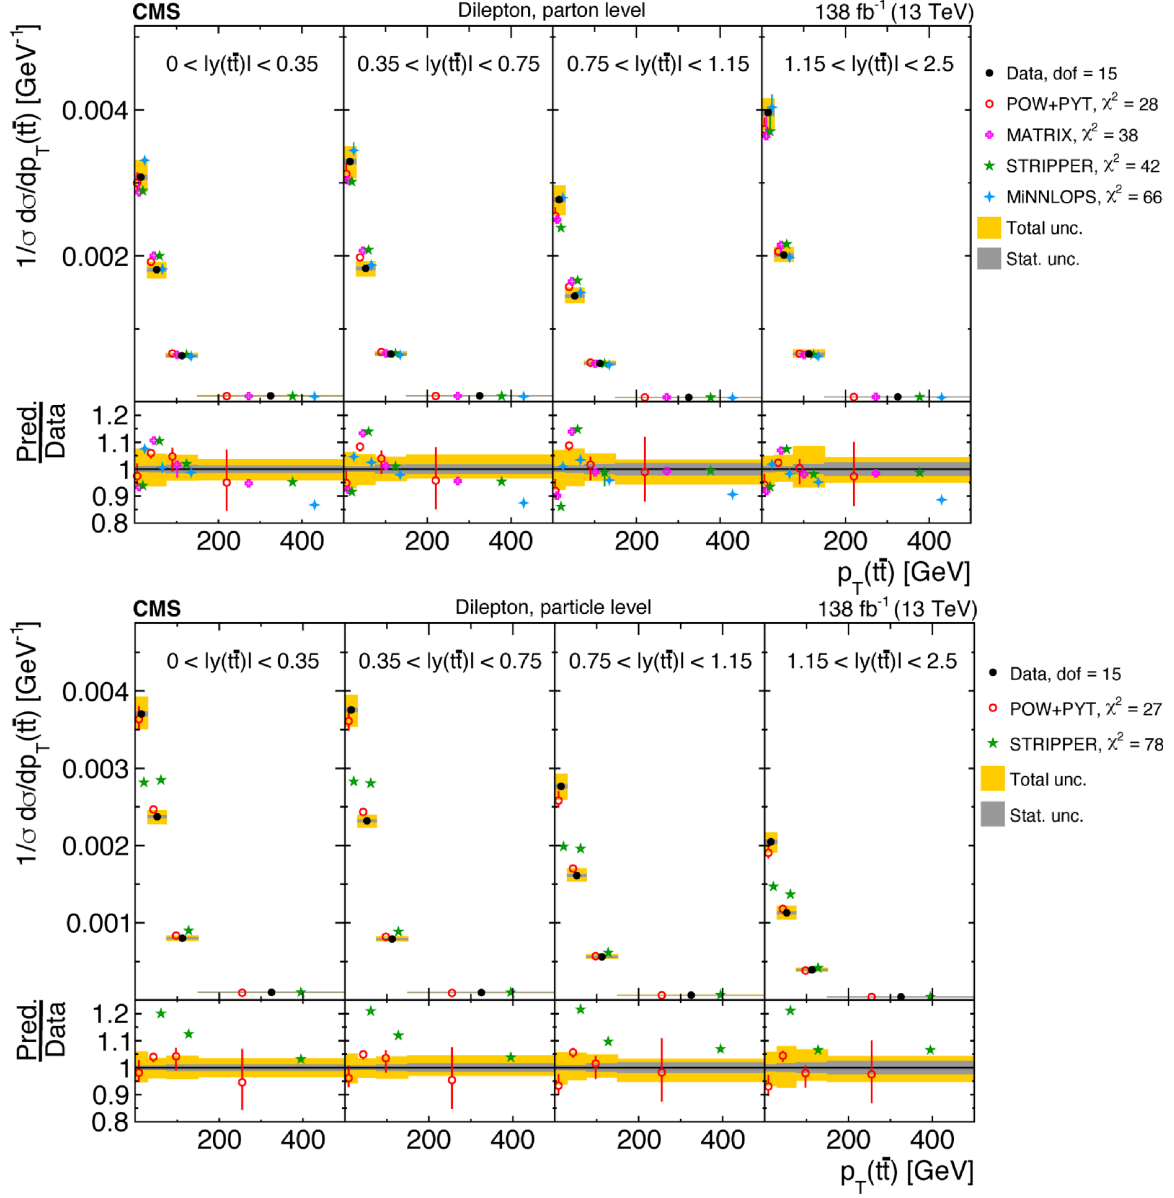 CMS Dilepton, parton level 138 fb⁻¹ (13 TeV)
1/σ dσ/dp_T(tt̄) [GeV⁻¹]
0 < |y(tt̄)| < 0.35
0.35 < |y(tt̄)| < 0.75
0.75 < |y(tt̄)| < 1.15
1.15 < |y(tt̄)| < 2.5
0.004
0.002
Data, dof = 15
POW+PYT, χ² = 28
MATRIX, χ² = 38
STRIPPER, χ² = 42
MiNNLOPS, χ² = 66
Total unc.
Stat. unc.
Pred.
Data
1.2
1.1
1
0.9
0.8
200 400 200 400 200 400 200 400
p_T(tt̄) [GeV]
CMS Dilepton, particle level 138 fb⁻¹ (13 TeV)
1/σ dσ/dp_T(tt̄) [GeV⁻¹]
0 < |y(tt̄)| < 0.35
0.35 < |y(tt̄)| < 0.75
0.75 < |y(tt̄)| < 1.15
1.15 < |y(tt̄)| < 2.5
0.004
0.003
0.002
0.001
Data, dof = 15
POW+PYT, χ² = 27
STRIPPER, χ² = 78
Total unc.
Stat. unc.
Pred.
Data
1.2
1.1
1
0.9
0.8
200 400 200 400 200 400 200 400
p_T(tt̄) [GeV]